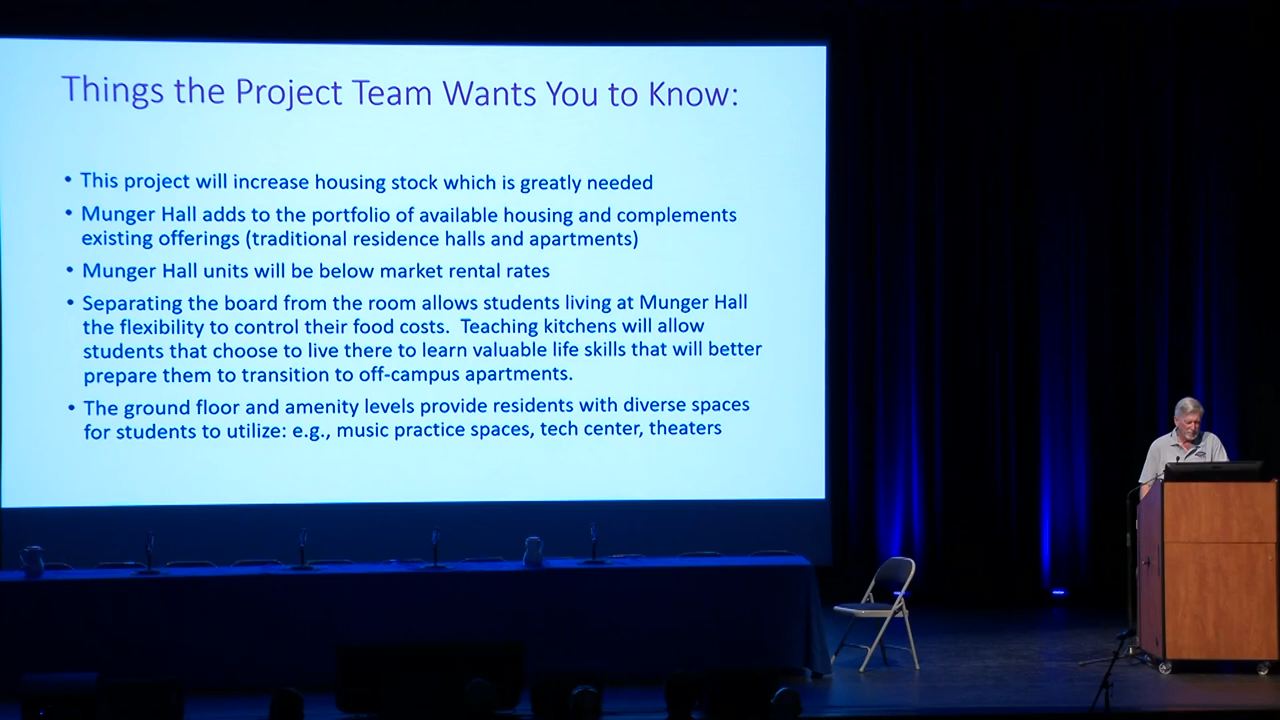 Things the Project Team Wants You to Know:
• This project will increase housing stock which is greatly needed
• Munger Hall adds to the portfolio of available housing and complements
existing offerings (traditional residence halls and apartments)
• Munger Hall units will be below market rental rates
• Separating the board from the room allows students living at Munger Hall
the flexibility to control their food costs.  Teaching kitchens will allow
students that choose to live there to learn valuable life skills that will better
prepare them to transition to off-campus apartments.
• The ground floor and amenity levels provide residents with diverse spaces
for students to utilize: e.g., music practice spaces, tech center, theaters